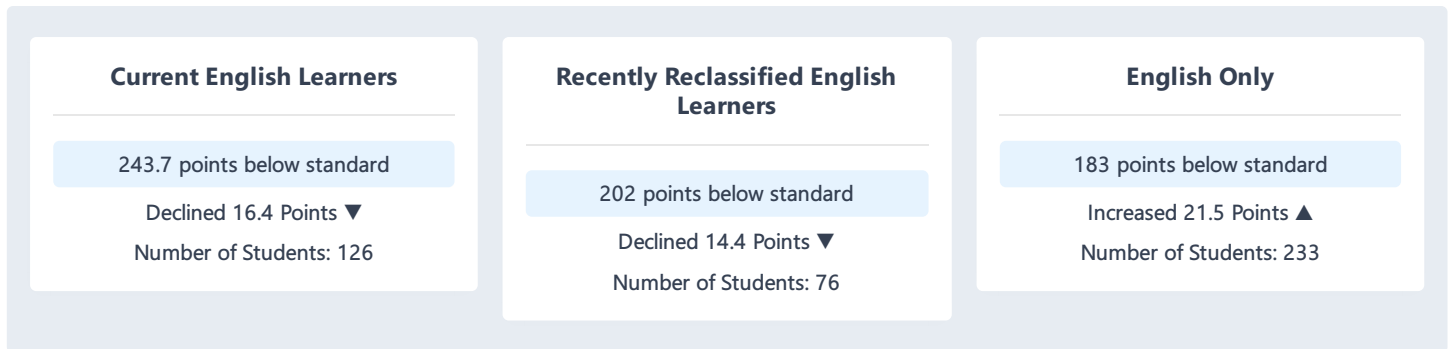 Current English Learners
243.7 points below standard
Declined 16.4 Points ▼
Number of Students: 126
Recently Reclassified English
Learners
202 points below standard
Declined 14.4 Points ▼
Number of Students: 76
English Only
183 points below standard
Increased 21.5 Points ▲
Number of Students: 233